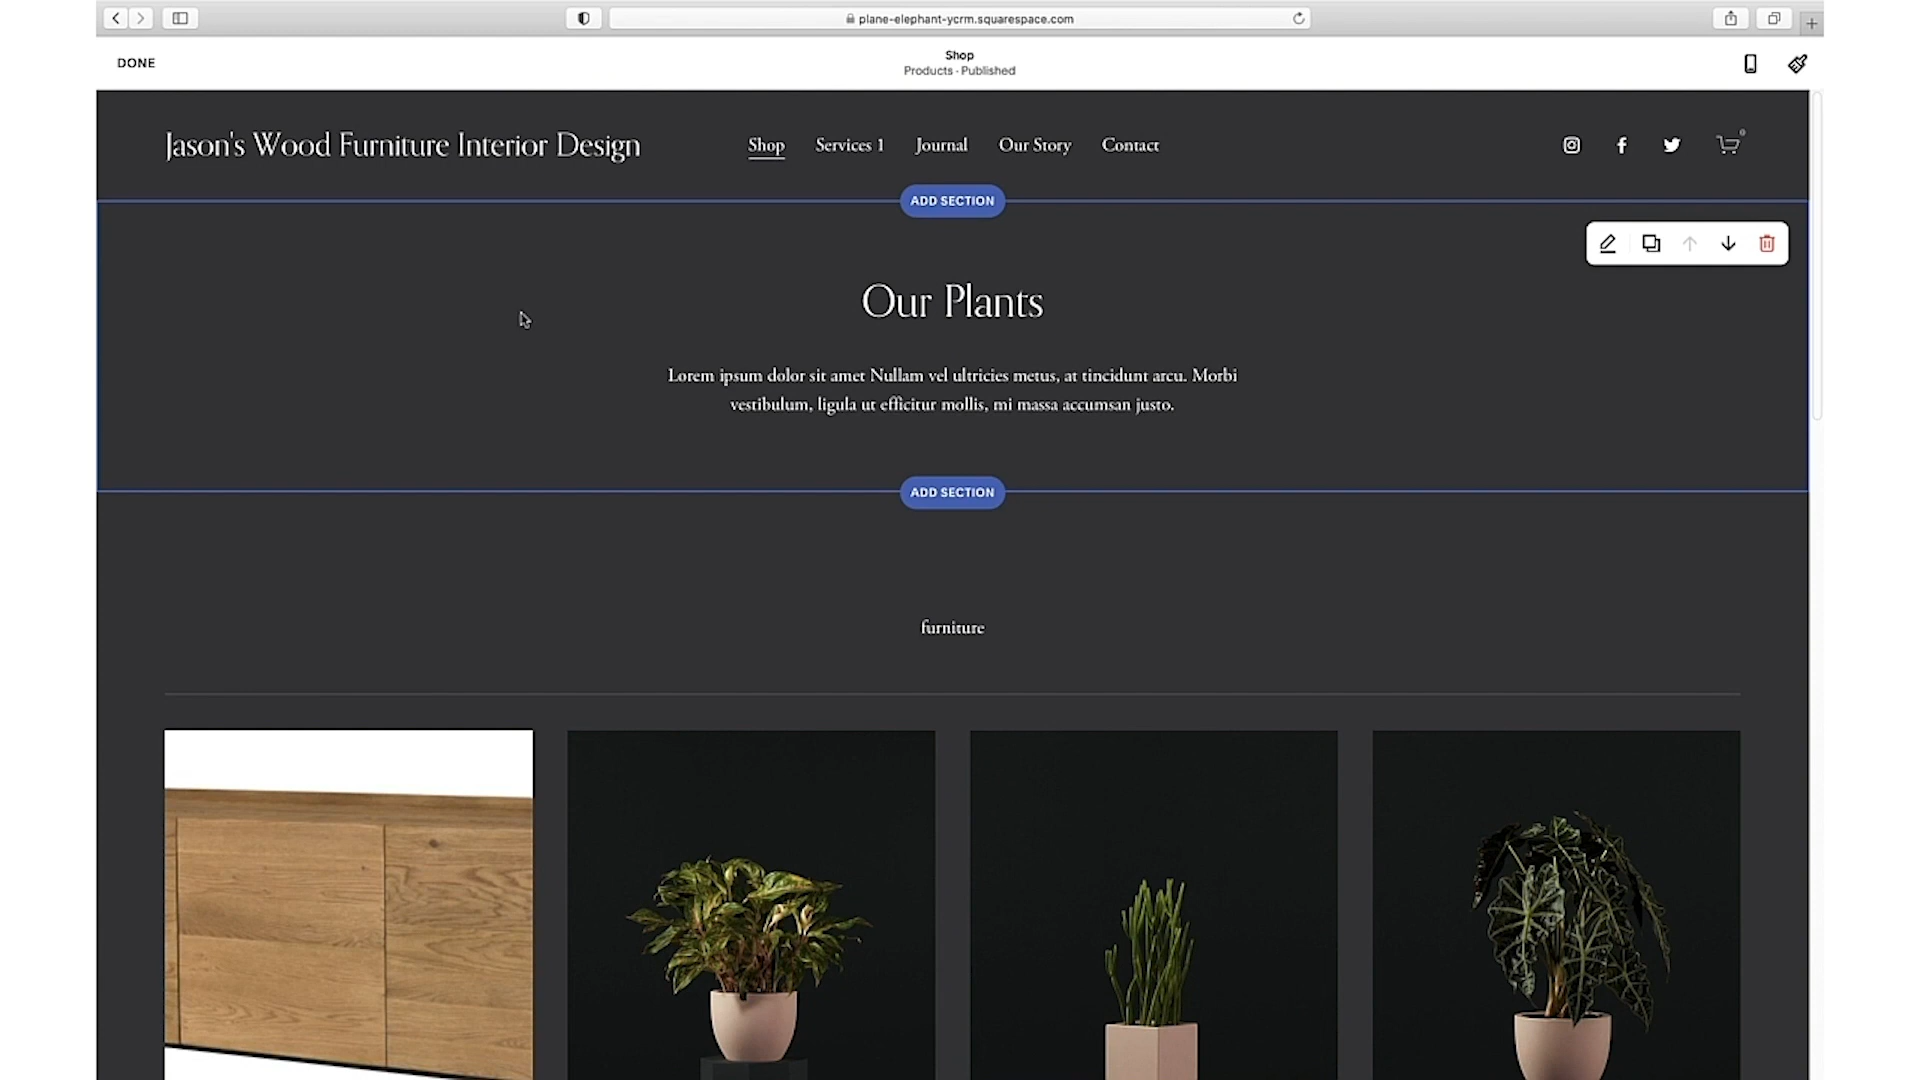 plane-elephant-ycrm.squarespace.com
DONE
Shop
Products · Published
Jason's Wood Furniture Interior Design
Shop
Services 1
Journal
Our Story
Contact
0
ADD SECTION
Our Plants
Lorem ipsum dolor sit amet Nullam vel ultricies metus, at tincidunt arcu. Morbi
vestibulum, ligula ut efficitur mollis, mi massa accumsan justo.
ADD SECTION
furniture